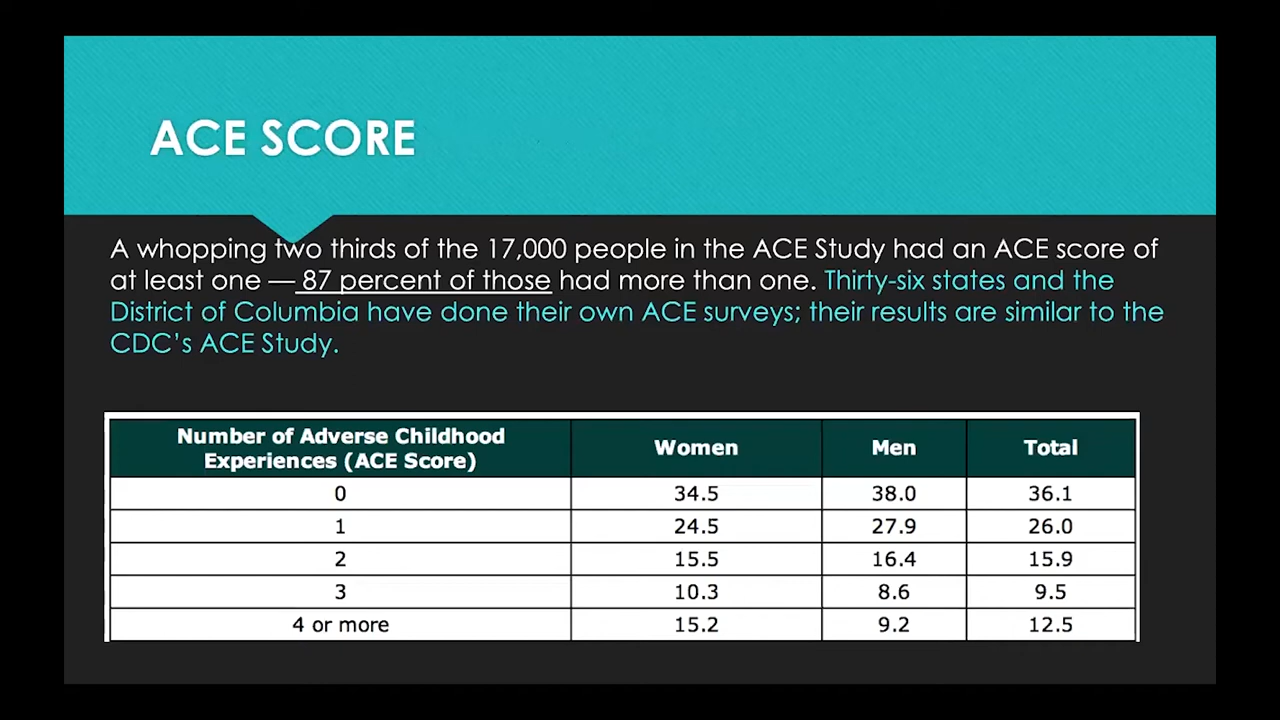 ACE SCORE
A whopping two thirds of the 17,000 people in the ACE Study had an ACE score of
at least one — 87 percent of those had more than one. Thirty-six states and the
District of Columbia have done their own ACE surveys; their results are similar to the
CDC’s ACE Study.
Number of Adverse Childhood
Experiences (ACE Score) Women Men Total
0 34.5 38.0 36.1
1 24.5 27.9 26.0
2 15.5 16.4 15.9
3 10.3 8.6 9.5
4 or more 15.2 9.2 12.5